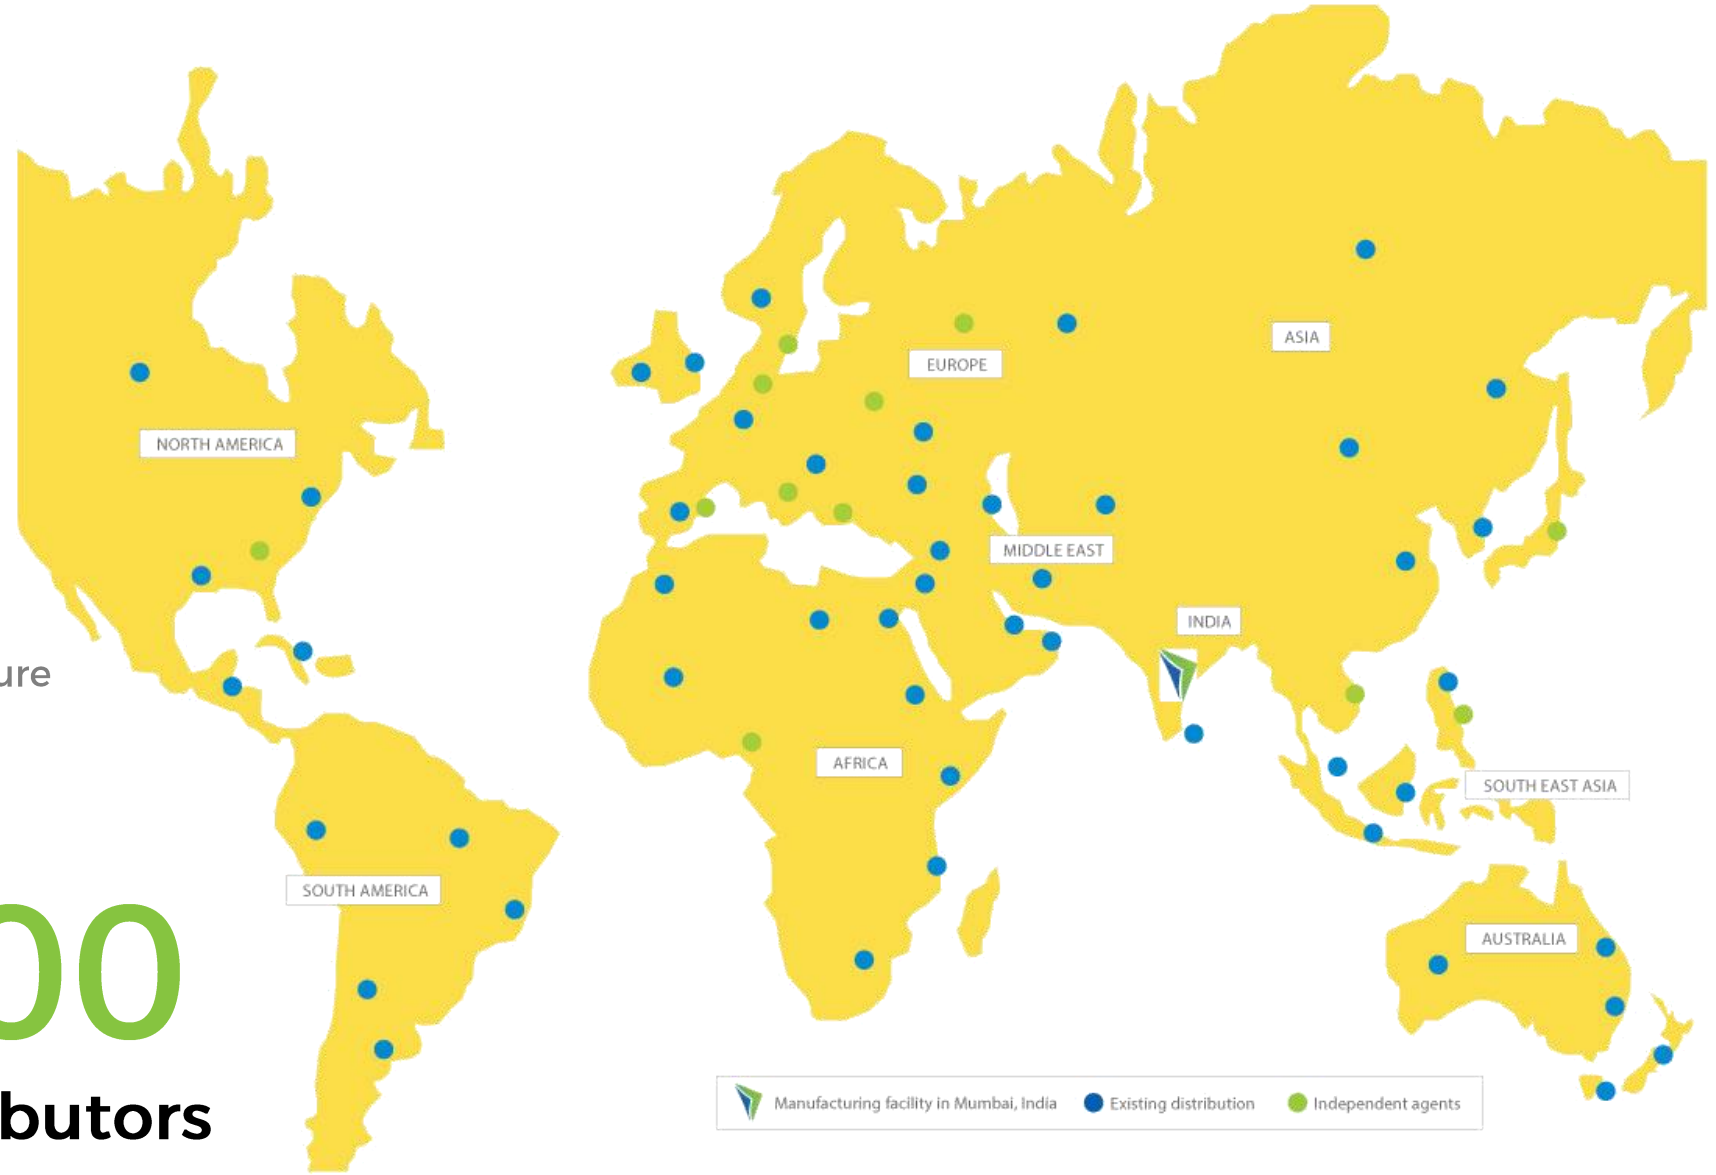 ASIA
EUROPE
NORTH AMERICA
MIDDLE EAST
INDIA
ure
AFRICA
SOUTH EAST ASIA
SOUTH AMERICA
00
AUSTRALIA
Manufacturing facility in Mumbai, India Existing distribution Independent agents
butors